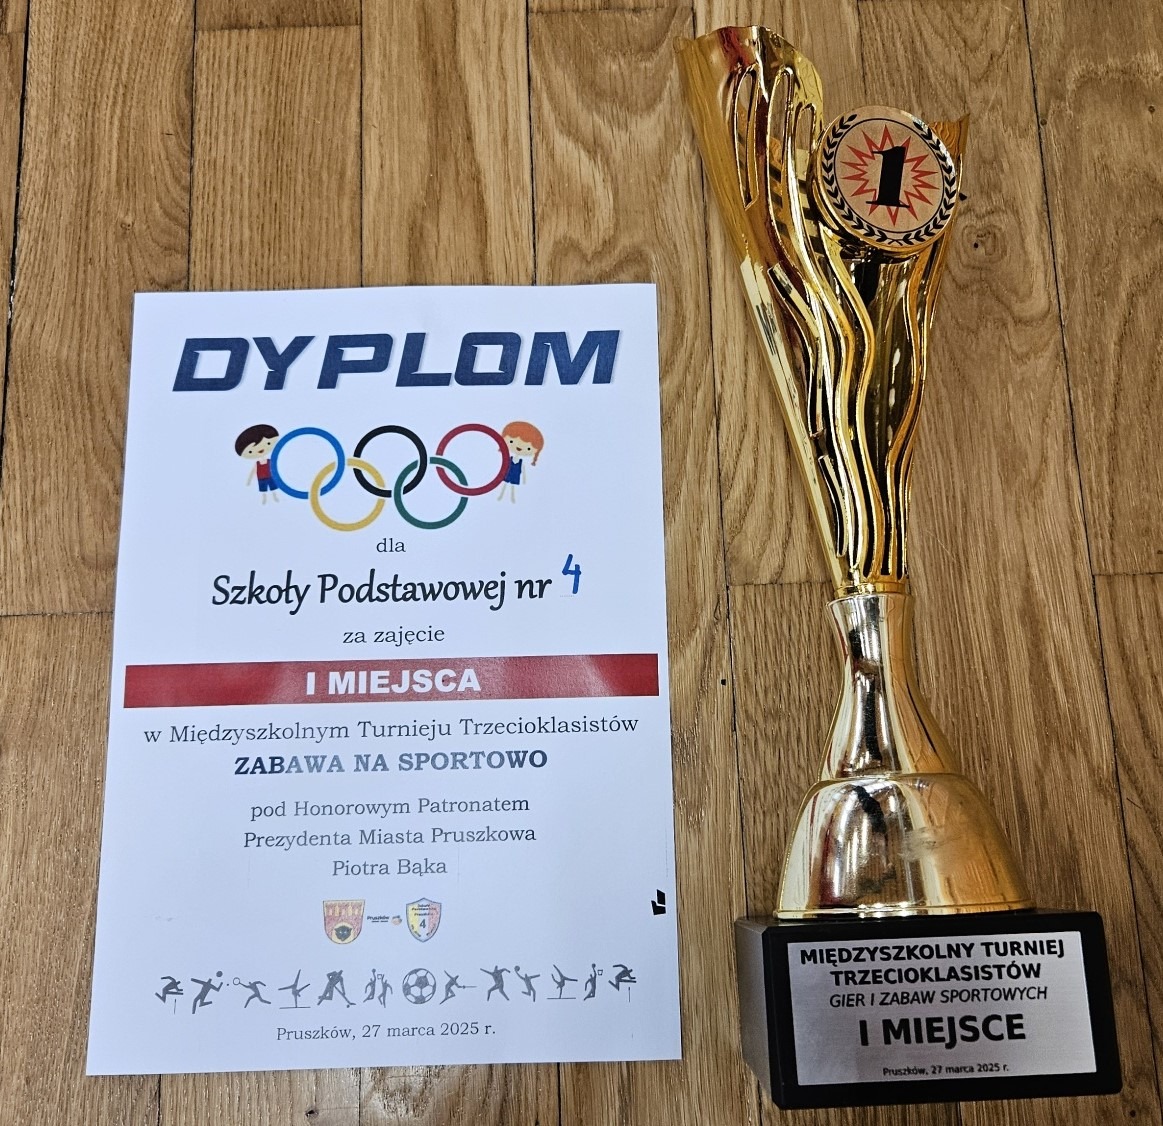 DYPLOM
dla
Szkoły Podstawowej nr 4
za zajęcie
I MIEJSCA
w Międzyszkolnym Turnieju Trzecioklasistów
ZABAWA NA SPORTOWO
pod Honorowym Patronatem
Prezydenta Miasta Pruszkowa
Piotra Bąka
Pruszków
4
Pruszków, 27 marca 2025 r.
1
MIĘDZYSZKOLNY TURNIEJ
TRZECIOKLASISTÓW
GIER I ZABAW SPORTOWYCH
I MIEJSCE
Pruszków, 27 marca 2025 r.